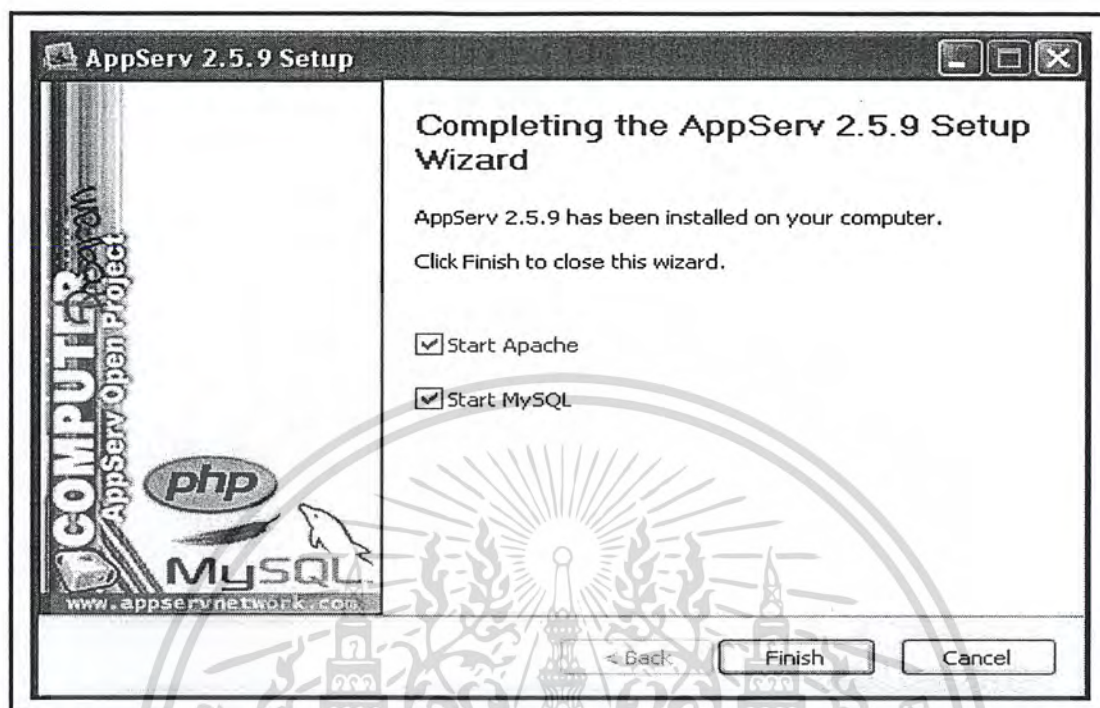 AppServ 2.5.9 Setup
Completing the AppServ 2.5.9 Setup
Wizard
AppServ 2.5.9 has been installed on your computer.
Click Finish to close this wizard.
Start Apache
Start MySQL
COMPUTER
AppServ Open Project
php
MySQL
www.appservnetwork.com
< Back
Finish
Cancel